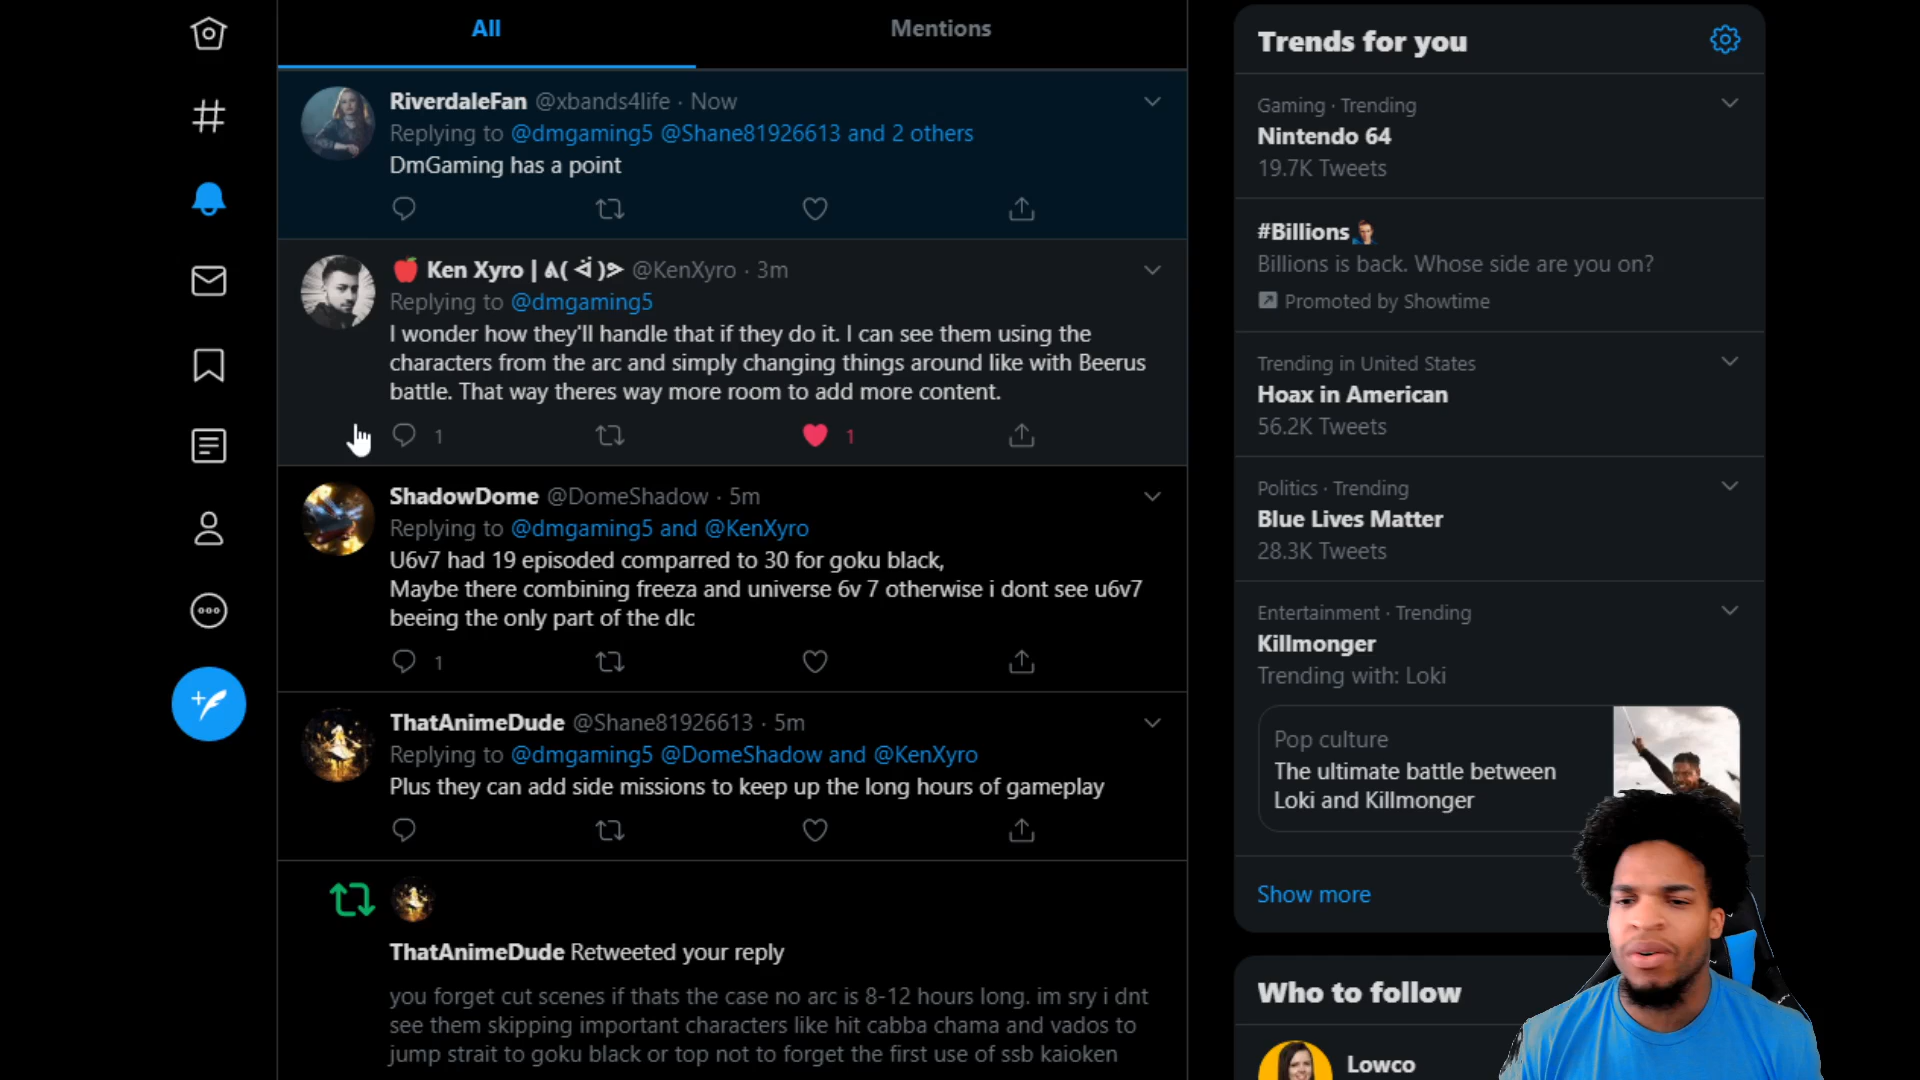 All
Mentions
RiverdaleFan @xbands4life · Now
Replying to @dmgaming5 @Shane81926613 and 2 others
DmGaming has a point
Ken Xyro | @KenXyro · 3m
Replying to @dmgaming5
I wonder how they'll handle that if they do it. I can see them using the
characters from the arc and simply changing things around like with Beerus
battle. That way theres way more room to add more content.
1
1
ShadowDome @DomeShadow · 5m
Replying to @dmgaming5 and @KenXyro
U6v7 had 19 episoded comparred to 30 for goku black,
Maybe there combining freeza and universe 6v 7 otherwise i dont see u6v7
beeing the only part of the dlc
1
ThatAnimeDude @Shane81926613 · 5m
Replying to @dmgaming5 @DomeShadow and @KenXyro
Plus they can add side missions to keep up the long hours of gameplay
ThatAnimeDude Retweeted your reply
you forget cut scenes if thats the case no arc is 8-12 hours long. im sry i dnt
see them skipping important characters like hit cabba chama and vados to
jump strait to goku black or top not to forget the first use of ssb kaioken
Trends for you
Gaming · Trending
Nintendo 64
19.7K Tweets
#Billions
Billions is back. Whose side are you on?
Promoted by Showtime
Trending in United States
Hoax in American
56.2K Tweets
Politics · Trending
Blue Lives Matter
28.3K Tweets
Entertainment · Trending
Killmonger
Trending with: Loki
Pop culture
The ultimate battle between
Loki and Killmonger
Show more
Who to follow
Lowco